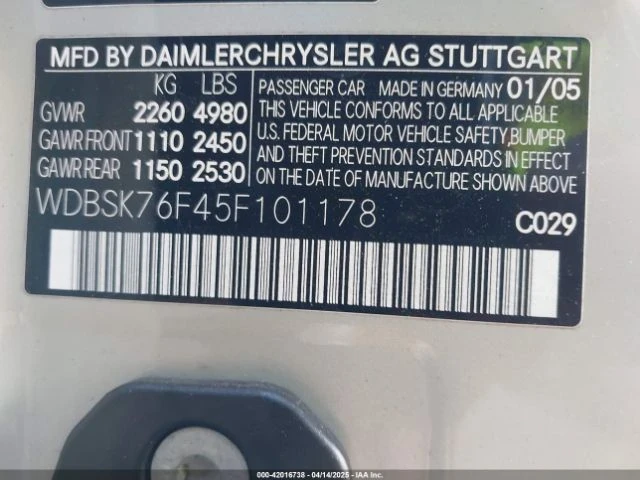 MFD BY DAIMLERCHRYSLER AG STUTTGART
KG LBS
GVWR 2260 4980
GAWR FRONT 1110 2450
GAWR REAR 1150 2530
PASSENGER CAR MADE IN GERMANY 01/05
THIS VEHICLE CONFORMS TO ALL APPLICABLE
U.S. FEDERAL MOTOR VEHICLE SAFETY, BUMPER
AND THEFT PREVENTION STANDARDS IN EFFECT
ON THE DATE OF MANUFACTURE SHOWN ABOVE.
WDBSK76F45F101178
C029
000-42016738 - 04/14/2025 - IAAI.COM